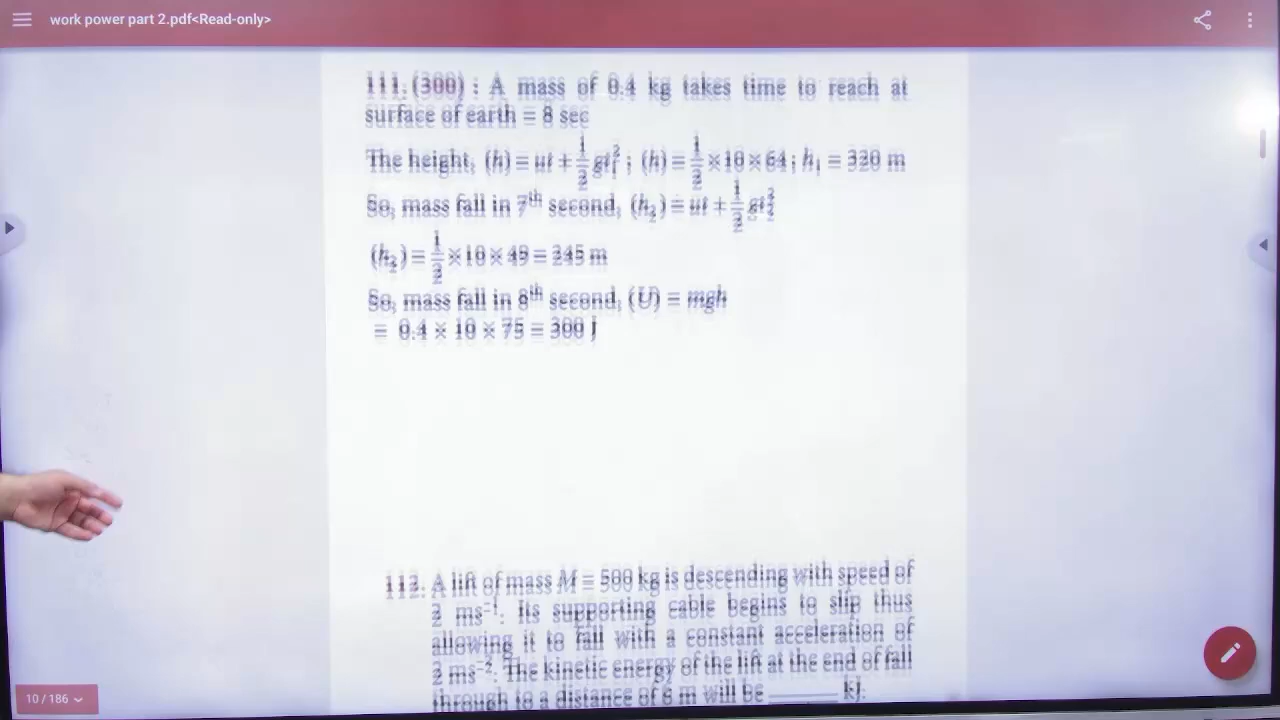 work power part 2.pdf<Read-only>
111. (300) : A mass of 0.4 kg takes time to reach at
surface of earth = 8 sec
The height, (h) = ut + 1/2 gt₁² ; (h) = 1/2 × 10 × 64 ; h₁ = 320 m
So, mass fall in 7th second, (h₂) = ut + 1/2 gt₂²
(h₂) = 1/2 × 10 × 49 = 245 m
So, mass fall in 8th second, (U) = mgh
= 0.4 × 10 × 75 = 300 J
112. A lift of mass M = 500 kg is descending with speed of
2 ms⁻¹. Its supporting cable begins to slip thus
allowing it to fall with a constant acceleration of
2 ms⁻². The kinetic energy of the lift at the end of fall
through to a distance of 6 m will be ______ kJ.
10 / 186